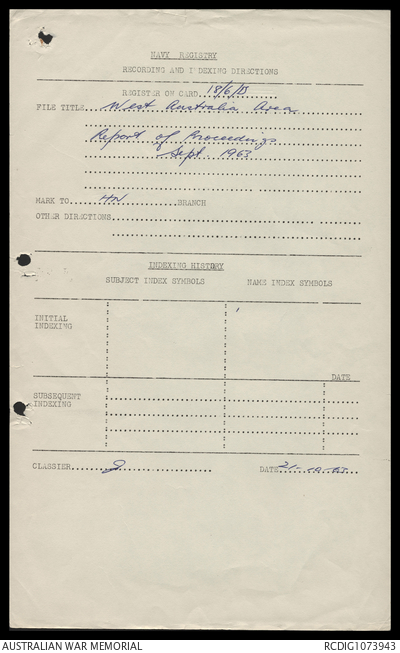 NAVY REGISTRY
RECORDING AND INDEXING DIRECTIONS
REGISTER ON CARD 18/6/
FILE TITLE West Australia Area
Report of Proceedings
Sept. 1963
MARK TO HN BRANCH
OTHER DIRECTIONS
INDEXING HISTORY
SUBJECT INDEX SYMBOLS NAME INDEX SYMBOLS
INITIAL
INDEXING
DATE
SUBSEQUENT
INDEXING
CLASSIER DATE 21-10-
AUSTRALIAN WAR MEMORIAL RCDIG1073943